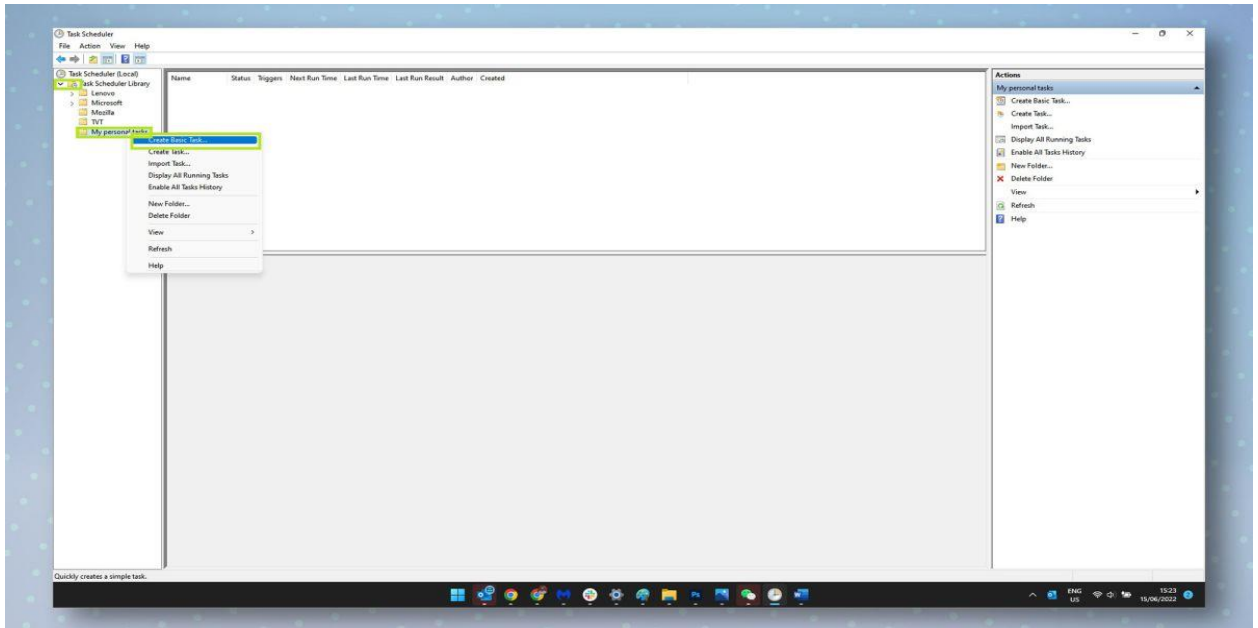 Task Scheduler
File Action View Help
Task Scheduler (Local)
Task Scheduler Library
Lenovo
Microsoft
Mozilla
TVT
My personal tasks
Name Status Triggers Next Run Time Last Run Time Last Run Result Author Created
Create Basic Task...
Create Task...
Import Task...
Display All Running Tasks
Enable All Tasks History
New Folder...
Delete Folder
View
Refresh
Help
Actions
My personal tasks
Create Basic Task...
Create Task...
Import Task...
Display All Running Tasks
Enable All Tasks History
New Folder...
Delete Folder
View
Refresh
Help
Quickly creates a simple task.
Ps
ENG
US
15:23
15/06/2022